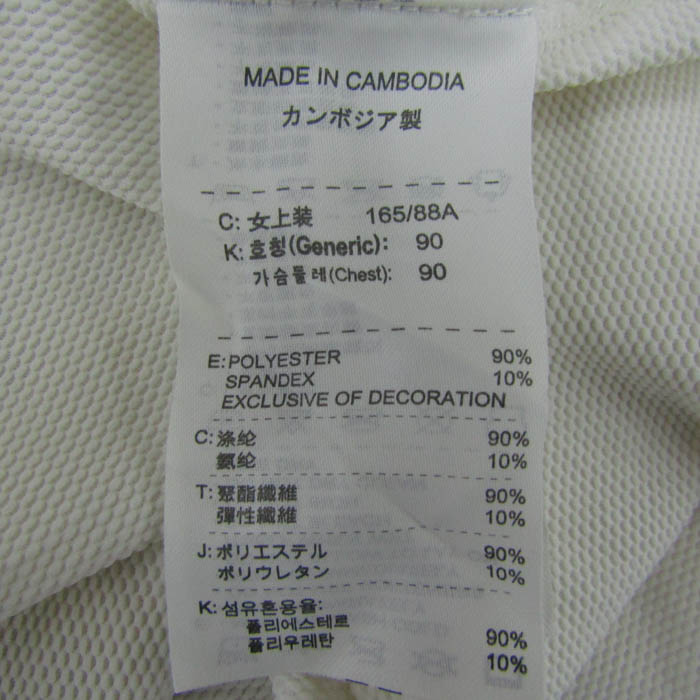 MADE IN CAMBODIA
カンボジア製
C: 女上装 165/88A
K: 호칭(Generic): 90
가슴둘레(Chest): 90
E: POLYESTER 90%
SPANDEX 10%
EXCLUSIVE OF DECORATION
C: 涤纶 90%
氨纶 10%
T: 聚酯纖維 90%
彈性纖維 10%
J: ポリエステル 90%
ポリウレタン 10%
K: 섬유혼용율:
폴리에스테르 90%
폴리우레탄 10%